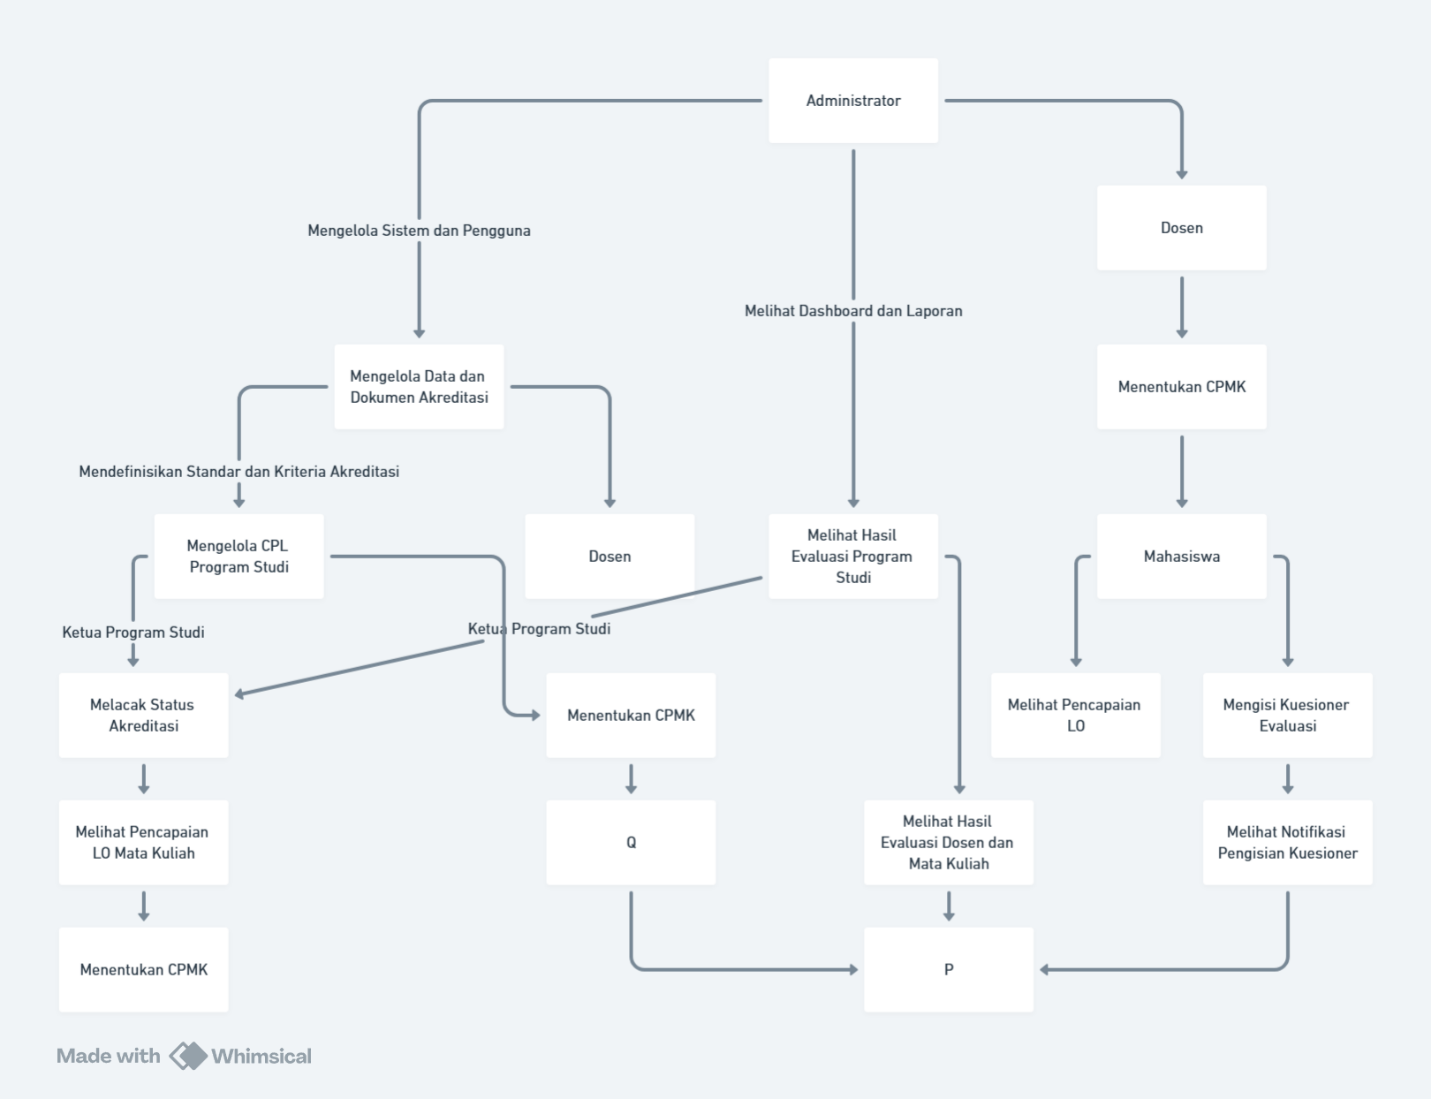 Administrator
Dosen
Mengelola Sistem dan Pengguna
Melihat Dashboard dan Laporan
Mengelola Data dan
Dokumen Akreditasi
Menentukan CPMK
Mendefinisikan Standar dan Kriteria Akreditasi
Mengelola CPL
Program Studi
Dosen
Melihat Hasil
Evaluasi Program
Studi
Mahasiswa
Ketua Program Studi
Ketua Program Studi
Melacak Status
Akreditasi
Menentukan CPMK
Melihat Pencapaian
LO
Mengisi Kuesioner
Evaluasi
Melihat Pencapaian
LO Mata Kuliah
Q
Melihat Hasil
Evaluasi Dosen dan
Mata Kuliah
Melihat Notifikasi
Pengisian Kuesioner
Menentukan CPMK
P
Made with Whimsical